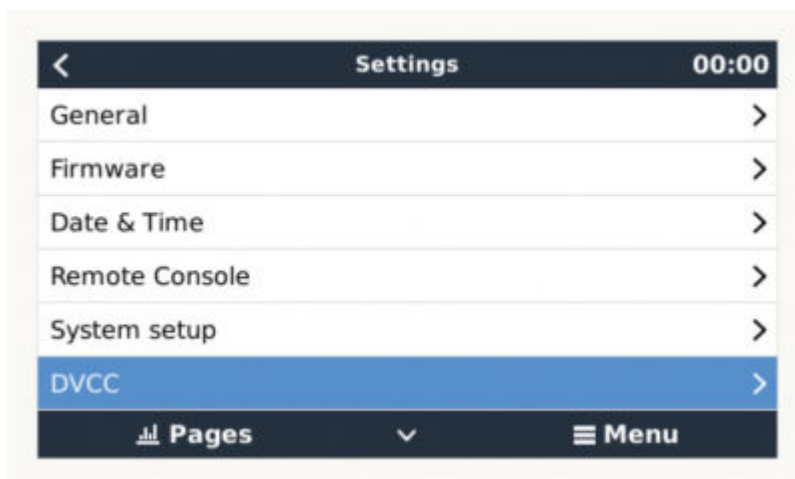 Settings 00:00
General
Firmware
Date & Time
Remote Console
System setup
DVCC
Pages Menu